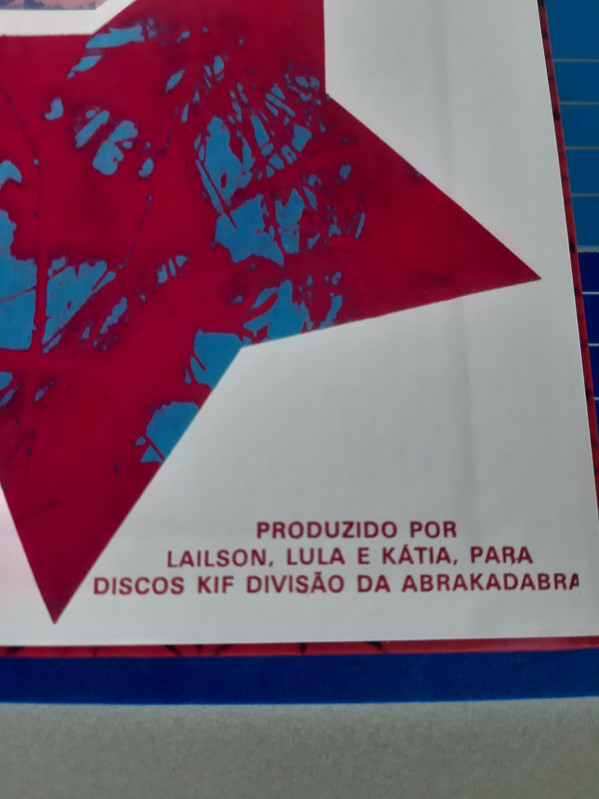 PRODUZIDO POR
LAILSON, LULA E KÁTIA, PARA
DISCOS KIF DIVISÃO DA ABRAKADABRA